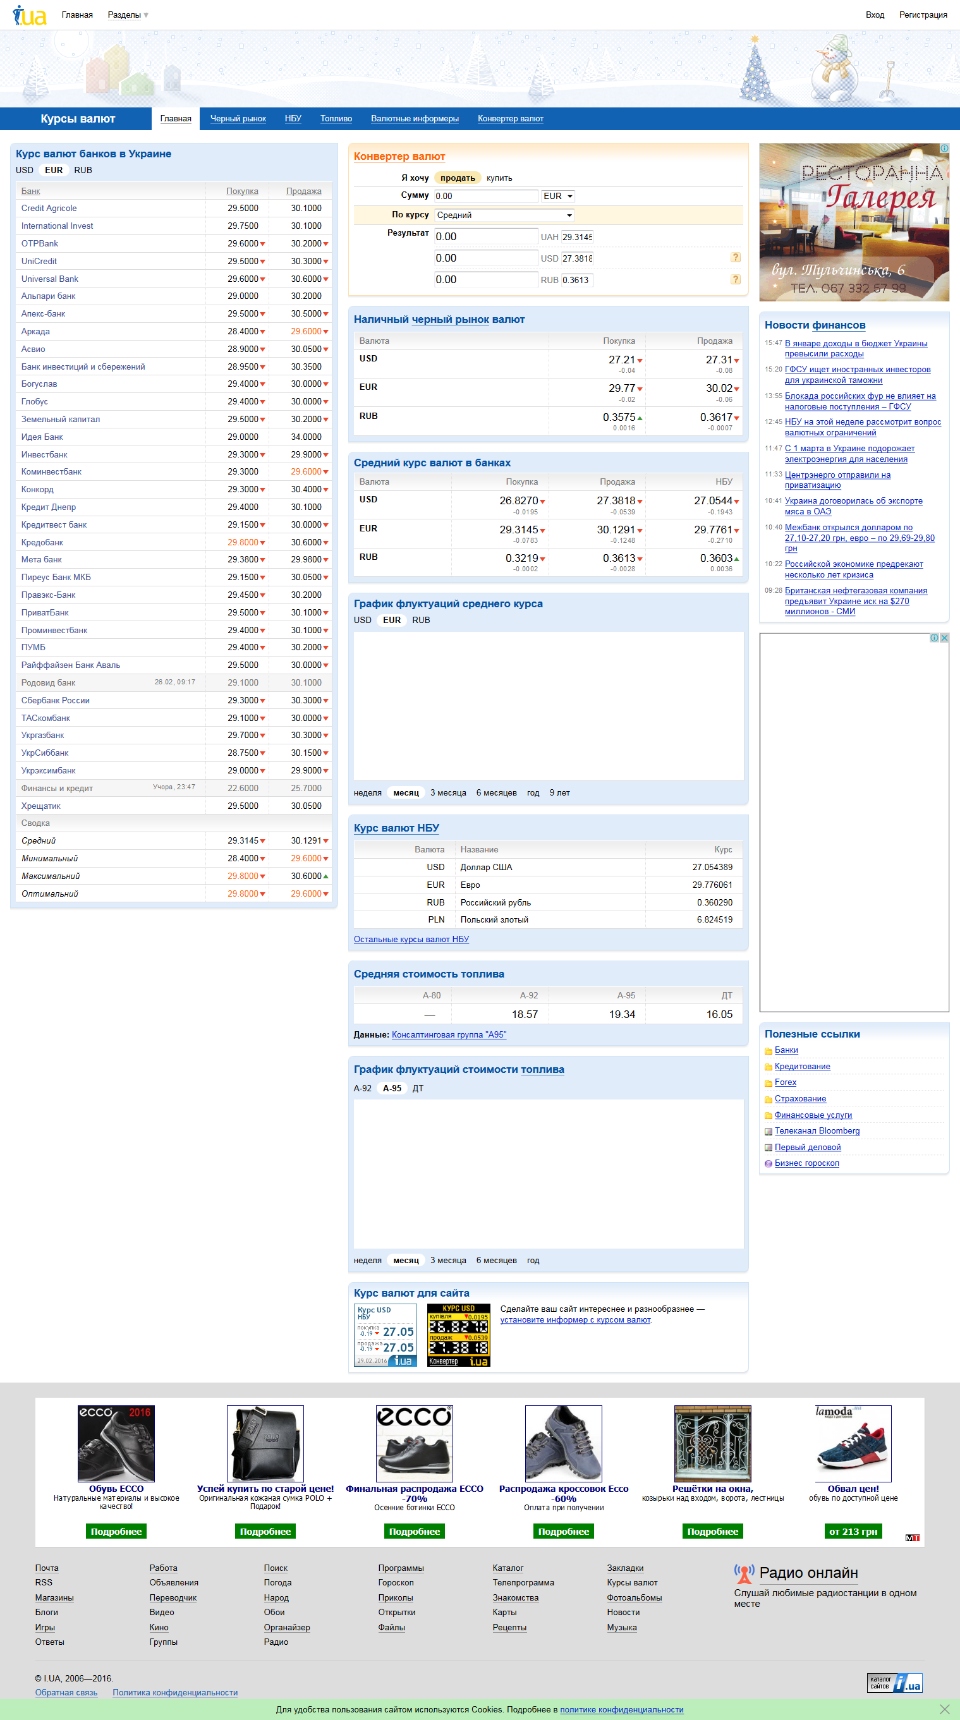 i.ua Главная Разделы ▾ Вход Регистрация
Курсы валют Главная Черный рынок НБУ Топливо Валютные информеры Конвертер валют
Курс валют банков в Украине
USD EUR RUB
Банк Покупка Продажа
Credit Agricole 29.5000 30.1000
International Invest 29.7500 30.1000
OTPBank 29.6000 30.2000
UniCredit 29.5000 30.3000
Universal Bank 29.6000 30.6000
Альпари банк 29.0000 30.2000
Апекс-банк 29.5000 30.5000
Аркада 28.4000 29.6000
Асвио 28.9000 30.0500
Банк инвестиций и сбережений 28.9500 30.3500
Богуслав 29.4000 30.0000
Глобус 29.4000 30.0000
Земельный капитал 29.5000 30.2000
Идея Банк 29.0000 34.0000
Инвестбанк 29.3000 29.9000
Коминвестбанк 29.3000 29.6000
Конкорд 29.3000 30.4000
Кредит Днепр 29.4000 30.1000
Кредитвест банк 29.1500 30.0000
Кредобанк 29.8000 30.6000
Мета банк 29.3800 29.9800
Пиреус Банк МКБ 29.1500 30.0500
Правэкс-Банк 29.4500 30.2000
ПриватБанк 29.5000 30.1000
Проминвестбанк 29.4000 30.1000
ПУМБ 29.4000 30.2000
Райффайзен Банк Аваль 29.5000 30.0000
Родовид банк 26.02, 09:17 29.1000 30.1000
Сбербанк России 29.3000 30.3000
ТАСкомбанк 29.1000 30.0000
Укргазбанк 29.7000 30.3000
УкрСиббанк 28.7500 30.1500
Укрэксимбанк 29.0000 29.9000
Финансы и кредит Учора, 23:47 22.6000 25.7000
Хрещатик 29.5000 30.0500
Сводка
Средний 29.3145 30.1291
Минимальный 28.4000 29.6000
Максимальный 29.8000 30.6000
Оптимальный 29.8000 29.6000
Конвертер валют
Я хочу продать купить
Сумму 0.00 EUR
По курсу Средний
Результат 0.00 UAH 29.3145
0.00 USD 27.3818 ?
0.00 RUB 0.3613 ?
Наличный черный рынок валют
Валюта Покупка Продажа
USD 27.21 27.31
-0.04 -0.08
EUR 29.77 30.02
-0.02 -0.06
RUB 0.3575 0.3617
0.0016 -0.0007
Средний курс валют в банках
Валюта Покупка Продажа НБУ
USD 26.8270 27.3818 27.0544
-0.0195 -0.0539 -0.1943
EUR 29.3145 30.1291 29.7761
-0.0783 -0.1248 -0.2710
RUB 0.3219 0.3613 0.3603
-0.0002 -0.0028 0.0036
График флуктуаций среднего курса
USD EUR RUB
неделя месяц 3 месяца 6 месяцев год 9 лет
Курс валют НБУ
Валюта Название Курс
USD Доллар США 27.054389
EUR Евро 29.776061
RUB Российский рубль 0.360290
PLN Польский злотый 6.824519
Остальные курсы валют НБУ
Средняя стоимость топлива
А-80 А-92 А-95 ДТ
— 18.57 19.34 16.05
Данные: Консалтинговая группа "А95"
График флуктуаций стоимости топлива
А-92 А-95 ДТ
неделя месяц 3 месяца 6 месяцев год
Курс валют для сайта
Курс USD
НБУ
покупка
-0.19 27.05
продажа
-0.19 27.05
29.02.2016 i.ua
КУРС USD
купівля 0.0195
26.8270
продаж 0.0539
27.3818
Конвертер i.ua
Сделайте ваш сайт интереснее и разнообразнее —
установите информер с курсом валют.
РЕСТОРАННА
Галерея
вул. Тульчинська, 6
ТЕЛ. 067 332 57 99
Новости финансов
15:47 В январе доходы в бюджет Украины
превысили расходы
15:20 ГФСУ ищет иностранных инвесторов
для украинской таможни
13:55 Блокада российских фур не влияет на
налоговые поступления – ГФСУ
12:45 НБУ на этой неделе рассмотрит вопрос
валютных ограничений
11:47 С 1 марта в Украине подорожает
электроэнергия для населения
11:33 Центрэнерго отправили на
приватизацию
10:41 Украина договорилась об экспорте
мяса в ОАЭ
10:40 Межбанк открылся долларом по
27,10-27,20 грн, евро – по 29,69-29,80
грн
10:22 Российской экономике предрекают
несколько лет кризиса
09:26 Британская нефтегазовая компания
предъявит Украине иск на $270
миллионов - СМИ
Полезные ссылки
Банки
Кредитование
Forex
Страхование
Финансовые услуги
Телеканал Bloomberg
Первый деловой
Бизнес гороскоп
ecco 2016
Обувь ECCO
Натуральные материалы и высокое
качество!
Подробнее
Успей купить по старой цене!
Оригинальная кожаная сумка POLO +
Подарок!
Подробнее
ecco
Финальная распродажа ECCO
-70%
Осенние ботинки ECCO
Подробнее
Распродажа кроссовок Ecco
-60%
Оплата при получении
Подробнее
Решётки на окна,
козырьки над входом, ворота, лестницы
Подробнее
lamoda
Обвал цен!
обувь по доступной цене
от 213 грн
МТ
Почта Работа Поиск Программы Каталог Закладки
RSS Объявления Погода Гороскоп Телепрограмма Курсы валют
Магазины Переводчик Народ Приколы Знакомства Фотоальбомы
Блоги Видео Обои Открытки Карты Новости
Игры Кино Органайзер Файлы Рецепты Музыка
Ответы Группы Радио
Радио онлайн
Слушай любимые радиостанции в одном
месте
© I.UA, 2006—2016.
Обратная связь Политика конфиденциальности
каталог
сайтов i.ua
Для удобства пользования сайтом используются Cookies. Подробнее в политике конфиденциальности